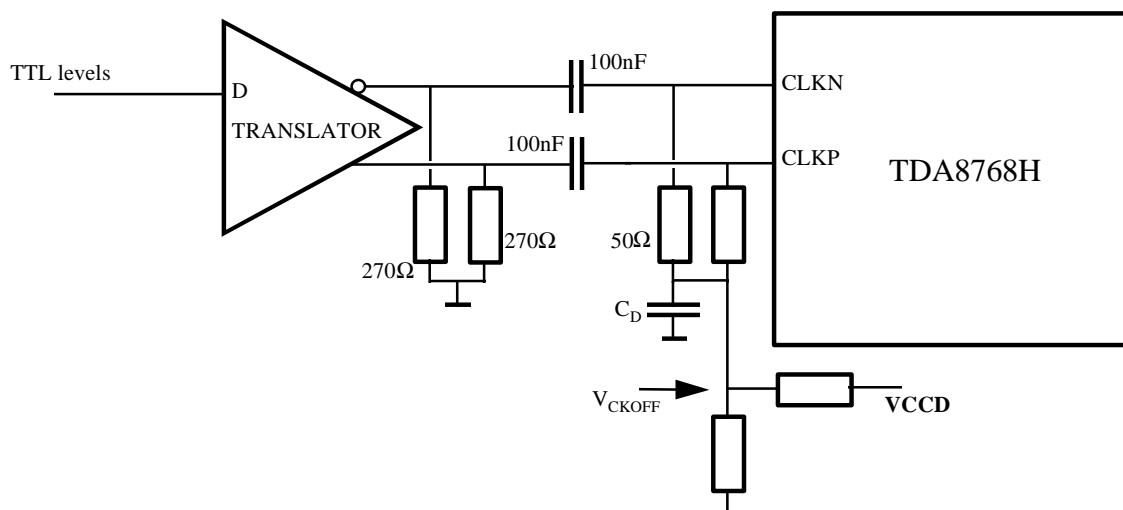 100nF
TTL levels
D
CLKN
TRANSLATOR
100nF
CLKP
TDA8768H
270Ω
50Ω
270Ω
C_D
V_CKOFF
VCCD